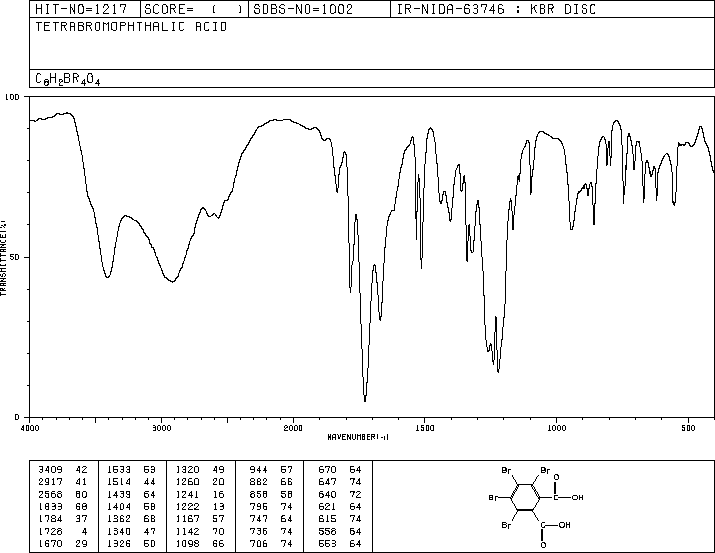 HIT-NO=1217 SCORE= ( ) SDBS-NO=1002 IR-NIDA-63746 : KBR DISC
TETRABROMOPHTHALIC ACID
C8H2BR4O4
100
50
0
TRANSMITTANCE(%)
4000 3000 2000 1500 1000 500
WAVENUMBER(-1)
3409 42 1533 53 1320 49 944 57 670 64
2917 41 1514 44 1260 20 882 66 647 74
2568 60 1439 64 1241 16 858 58 640 72
1833 68 1404 58 1222 13 796 74 621 64
1784 37 1362 68 1167 57 747 64 615 74
1728 4 1340 47 1142 70 736 74 558 64
1670 29 1326 50 1098 66 706 74 553 64
Br Br
O
Br C OH
Br C OH
O